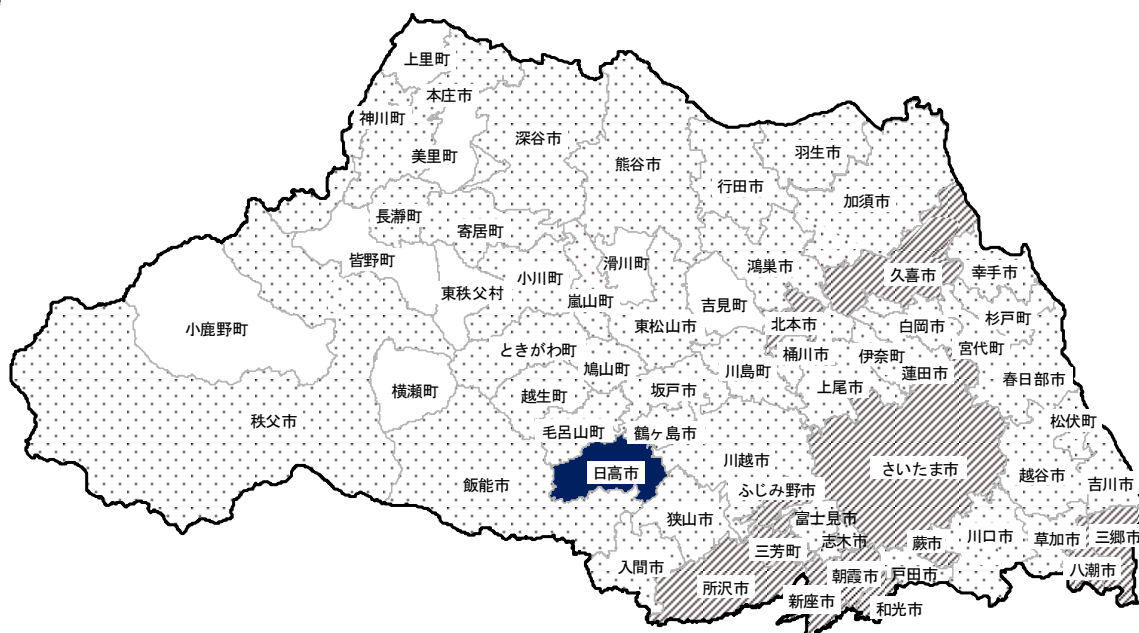 上里町
本庄市
神川町
美里町
深谷市
熊谷市
羽生市
行田市
加須市
長瀞町
寄居町
皆野町
東秩父村
小川町
滑川町
嵐山町
吉見町
鴻巣市
久喜市
幸手市
小鹿野町
東松山市
北本市
白岡市
杉戸町
ときがわ町
鳩山町
川島町
桶川市
伊奈町
宮代町
横瀬町
越生町
坂戸市
上尾市
蓮田市
春日部市
秩父市
毛呂山町
鶴ヶ島市
松伏町
飯能市
日高市
川越市
さいたま市
越谷市
吉川市
ふじみ野市
狭山市
富士見市
三芳町
志木市
蕨市
川口市
草加市
三郷市
入間市
所沢市
朝霞市
戸田市
八潮市
新座市
和光市